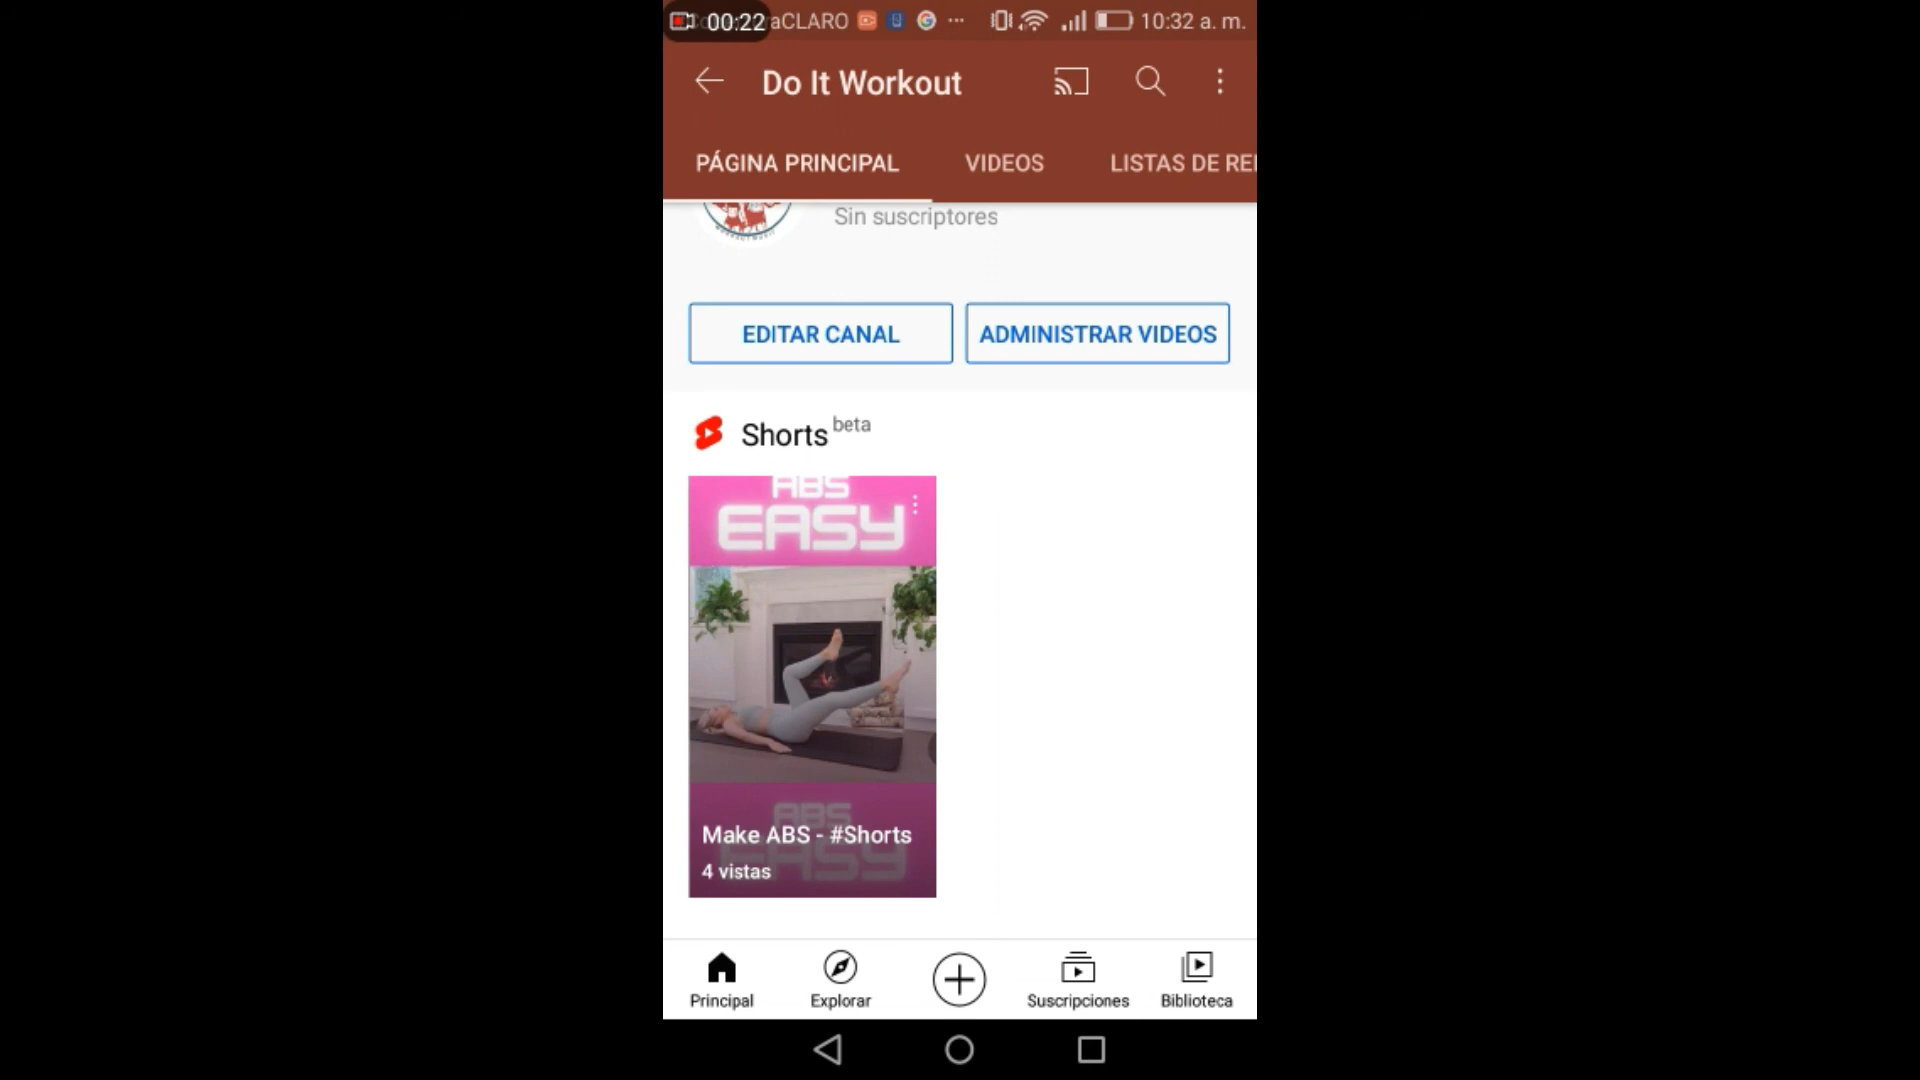 00:22 aCLARO 10:32 a. m.
Do It Workout
PÁGINA PRINCIPAL VIDEOS LISTAS DE RE
Sin suscriptores
EDITAR CANAL ADMINISTRAR VIDEOS
Shorts beta
ABS
EASY
ABS
Make ABS - #Shorts
EASY
4 vistas
Principal Explorar Suscripciones Biblioteca